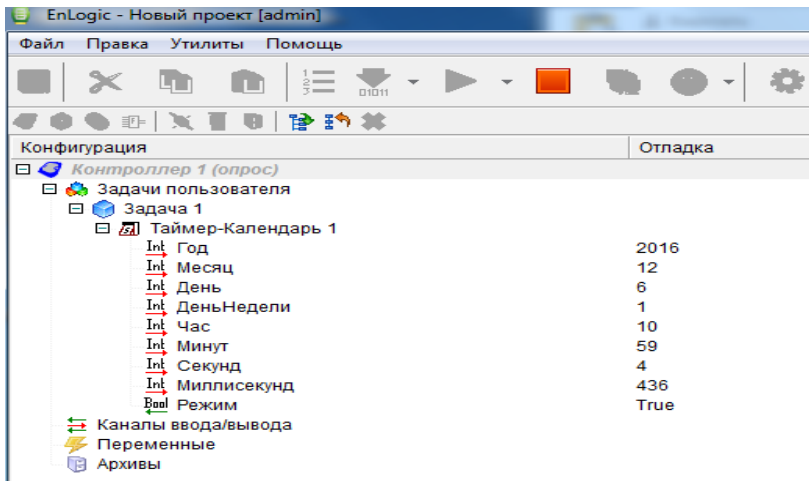 EnLogic - Новый проект [admin]
Файл Правка Утилиты Помощь
Конфигурация Отладка
Контроллер 1 (опрос)
Задачи пользователя
Задача 1
Таймер-Календарь 1
Int Год 2016
Int Месяц 12
Int День 6
Int ДеньНедели 1
Int Час 10
Int Минут 59
Int Секунд 4
Int Миллисекунд 436
Bool Режим True
Каналы ввода/вывода
Переменные
Архивы